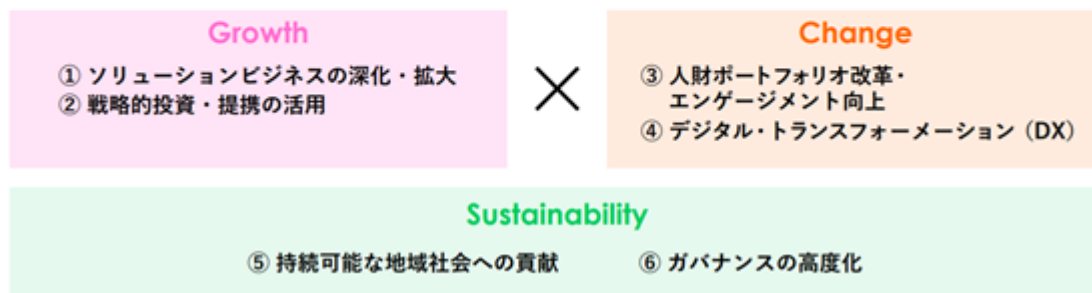 Growth
① ソリューションビジネスの深化・拡大
② 戦略的投資・提携の活用
×
Change
③ 人財ポートフォリオ改革・
エンゲージメント向上
④ デジタル・トランスフォーメーション（DX）
Sustainability
⑤ 持続可能な地域社会への貢献
⑥ ガバナンスの高度化